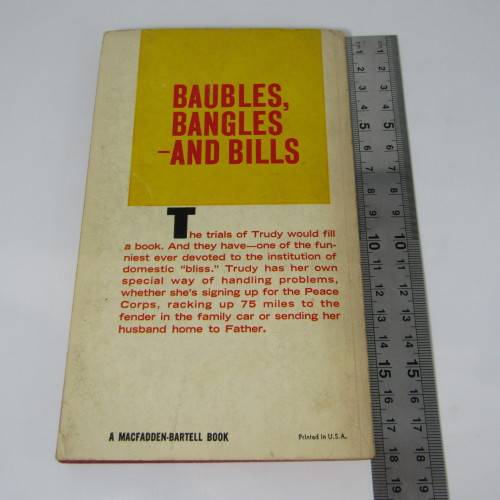 BAUBLES,
BANGLES
–AND BILLS
The trials of Trudy would fill
a book. And they have—one of the fun-
niest ever devoted to the institution of
domestic "bliss." Trudy has her own
special way of handling problems,
whether she's signing up for the Peace
Corps, racking up 75 miles to the
fender in the family car or sending her
husband home to Father.
A MACFADDEN-BARTELL BOOK
Printed in U.S.A.